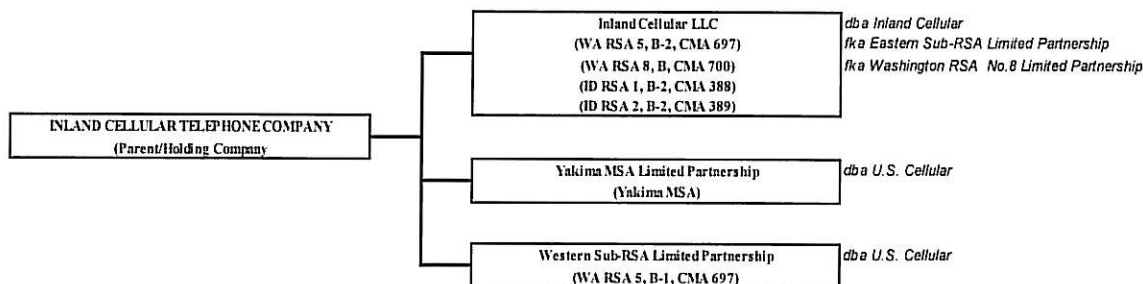 Inland Cellular LLC
(WA RSA 5, B-2, CMA 697)
(WA RSA 8, B, CMA 700)
(ID RSA 1, B-2, CMA 388)
(ID RSA 2, B-2, CMA 389)
dba Inland Cellular
fka Eastern Sub-RSA Limited Partnership
fka Washington RSA No.8 Limited Partnership
INLAND CELLULAR TELEPHONE COMPANY
(Parent/Holding Company
Yakima MSA Limited Partnership
(Yakima MSA)
dba U.S. Cellular
Western Sub-RSA Limited Partnership
(WA RSA 5, B-1, CMA 697)
dba U.S. Cellular